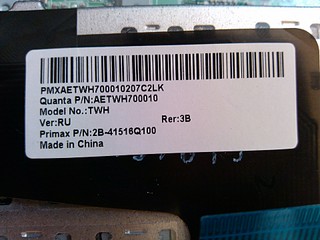 PMXAETWH700010207C2LK
Quanta P/N:AETWH700010
Model No.:TWH
Ver:RU Rer:3B
Primax P/N:2B-41516Q100
Made in China